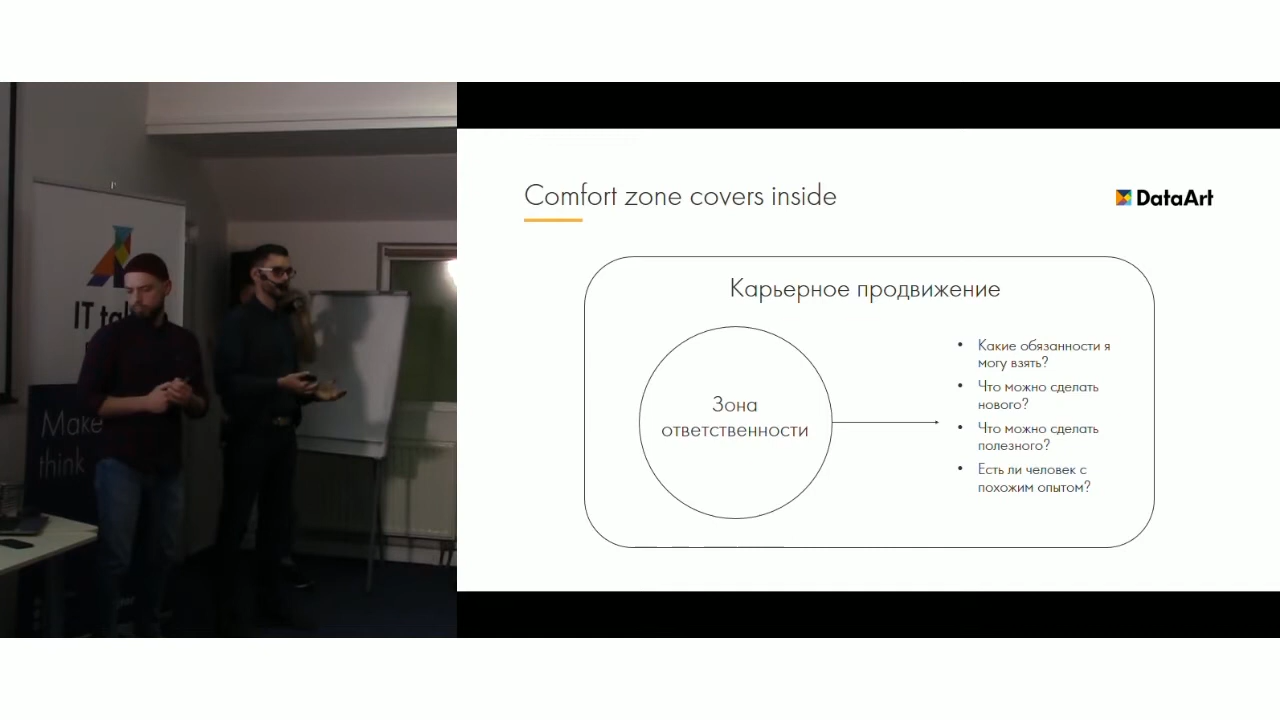 IT
Make
think
Comfort zone covers inside
DataArt
Карьерное продвижение
Зона
ответственности
• Какие обязанности я
могу взять?
• Что можно сделать
нового?
• Что можно сделать
полезного?
• Есть ли человек с
похожим опытом?